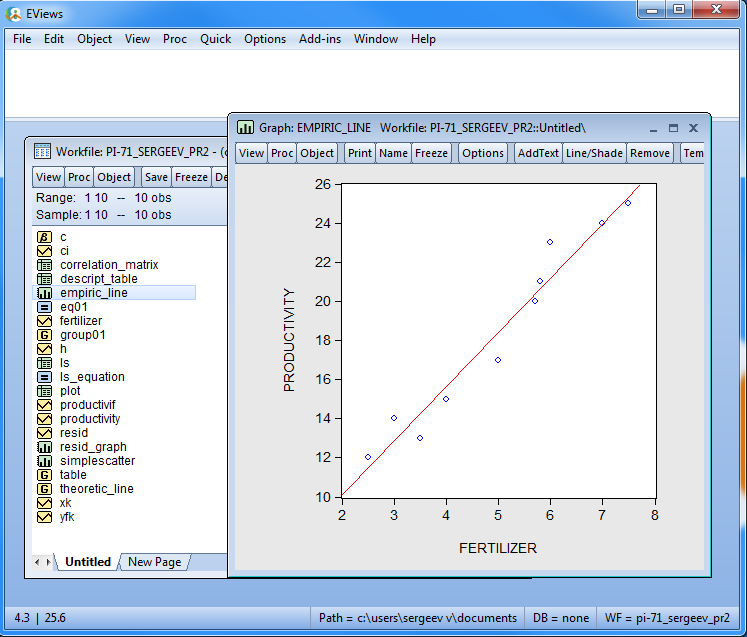 EViews
File Edit Object View Proc Quick Options Add-ins Window Help
Workfile: PI-71_SERGEEV_PR2 - (c
View Proc Object Save Freeze De
Range: 1 10 -- 10 obs
Sample: 1 10 -- 10 obs
c
ci
correlation_matrix
descript_table
empiric_line
eq01
fertilizer
group01
h
ls
ls_equation
plot
productivif
productivity
resid
resid_graph
simplescatter
table
theoretic_line
xk
yfk
Untitled New Page
Graph: EMPIRIC_LINE Workfile: PI-71_SERGEEV_PR2::Untitled\
View Proc Object Print Name Freeze Options AddText Line/Shade Remove Tem
PRODUCTIVITY
26
24
22
20
18
16
14
12
10
2 3 4 5 6 7 8
FERTILIZER
4.3 | 25.6 Path = c:\users\sergeev v\documents DB = none WF = pi-71_sergeev_pr2